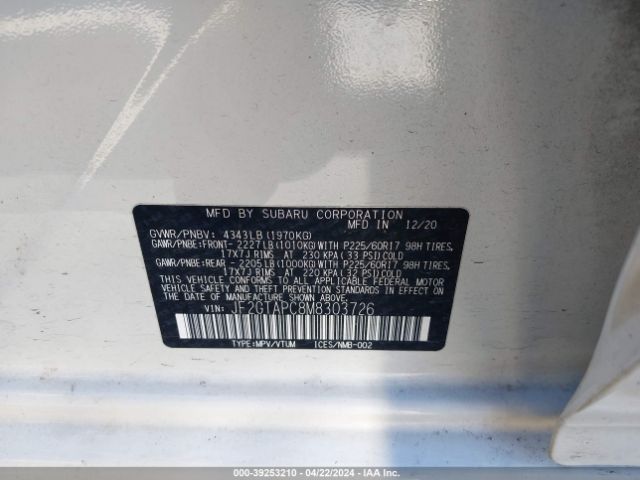 MFD BY SUBARU CORPORATION
MFD IN 12/20
GVWR/PNBV: 4343LB(1970KG)
GAWR/PNBE:FRONT- 2227LB(1010KG)WITH P225/60R17 98H TIRES,
17X7J RIMS AT 230 KPA(33 PSI)COLD
GAWR/PNBE:REAR - 2205LB(1000KG)WITH P225/60R17 98H TIRES,
17X7J RIMS AT 220 KPA(32 PSI)COLD
THIS VEHICLE CONFORMS TO ALL APPLICABLE FEDERAL MOTOR
VEHICLE SAFETY AND THEFT PREVENTION STANDARDS IN EFFECT
ON THE DATE OF MANUFACTURE SHOWN ABOVE.
VIN: JF2GTAPC8M8303726
TYPE:MPV/VTUM ICES/NMB-002
000-39253210 - 04/22/2024 - IAA Inc.